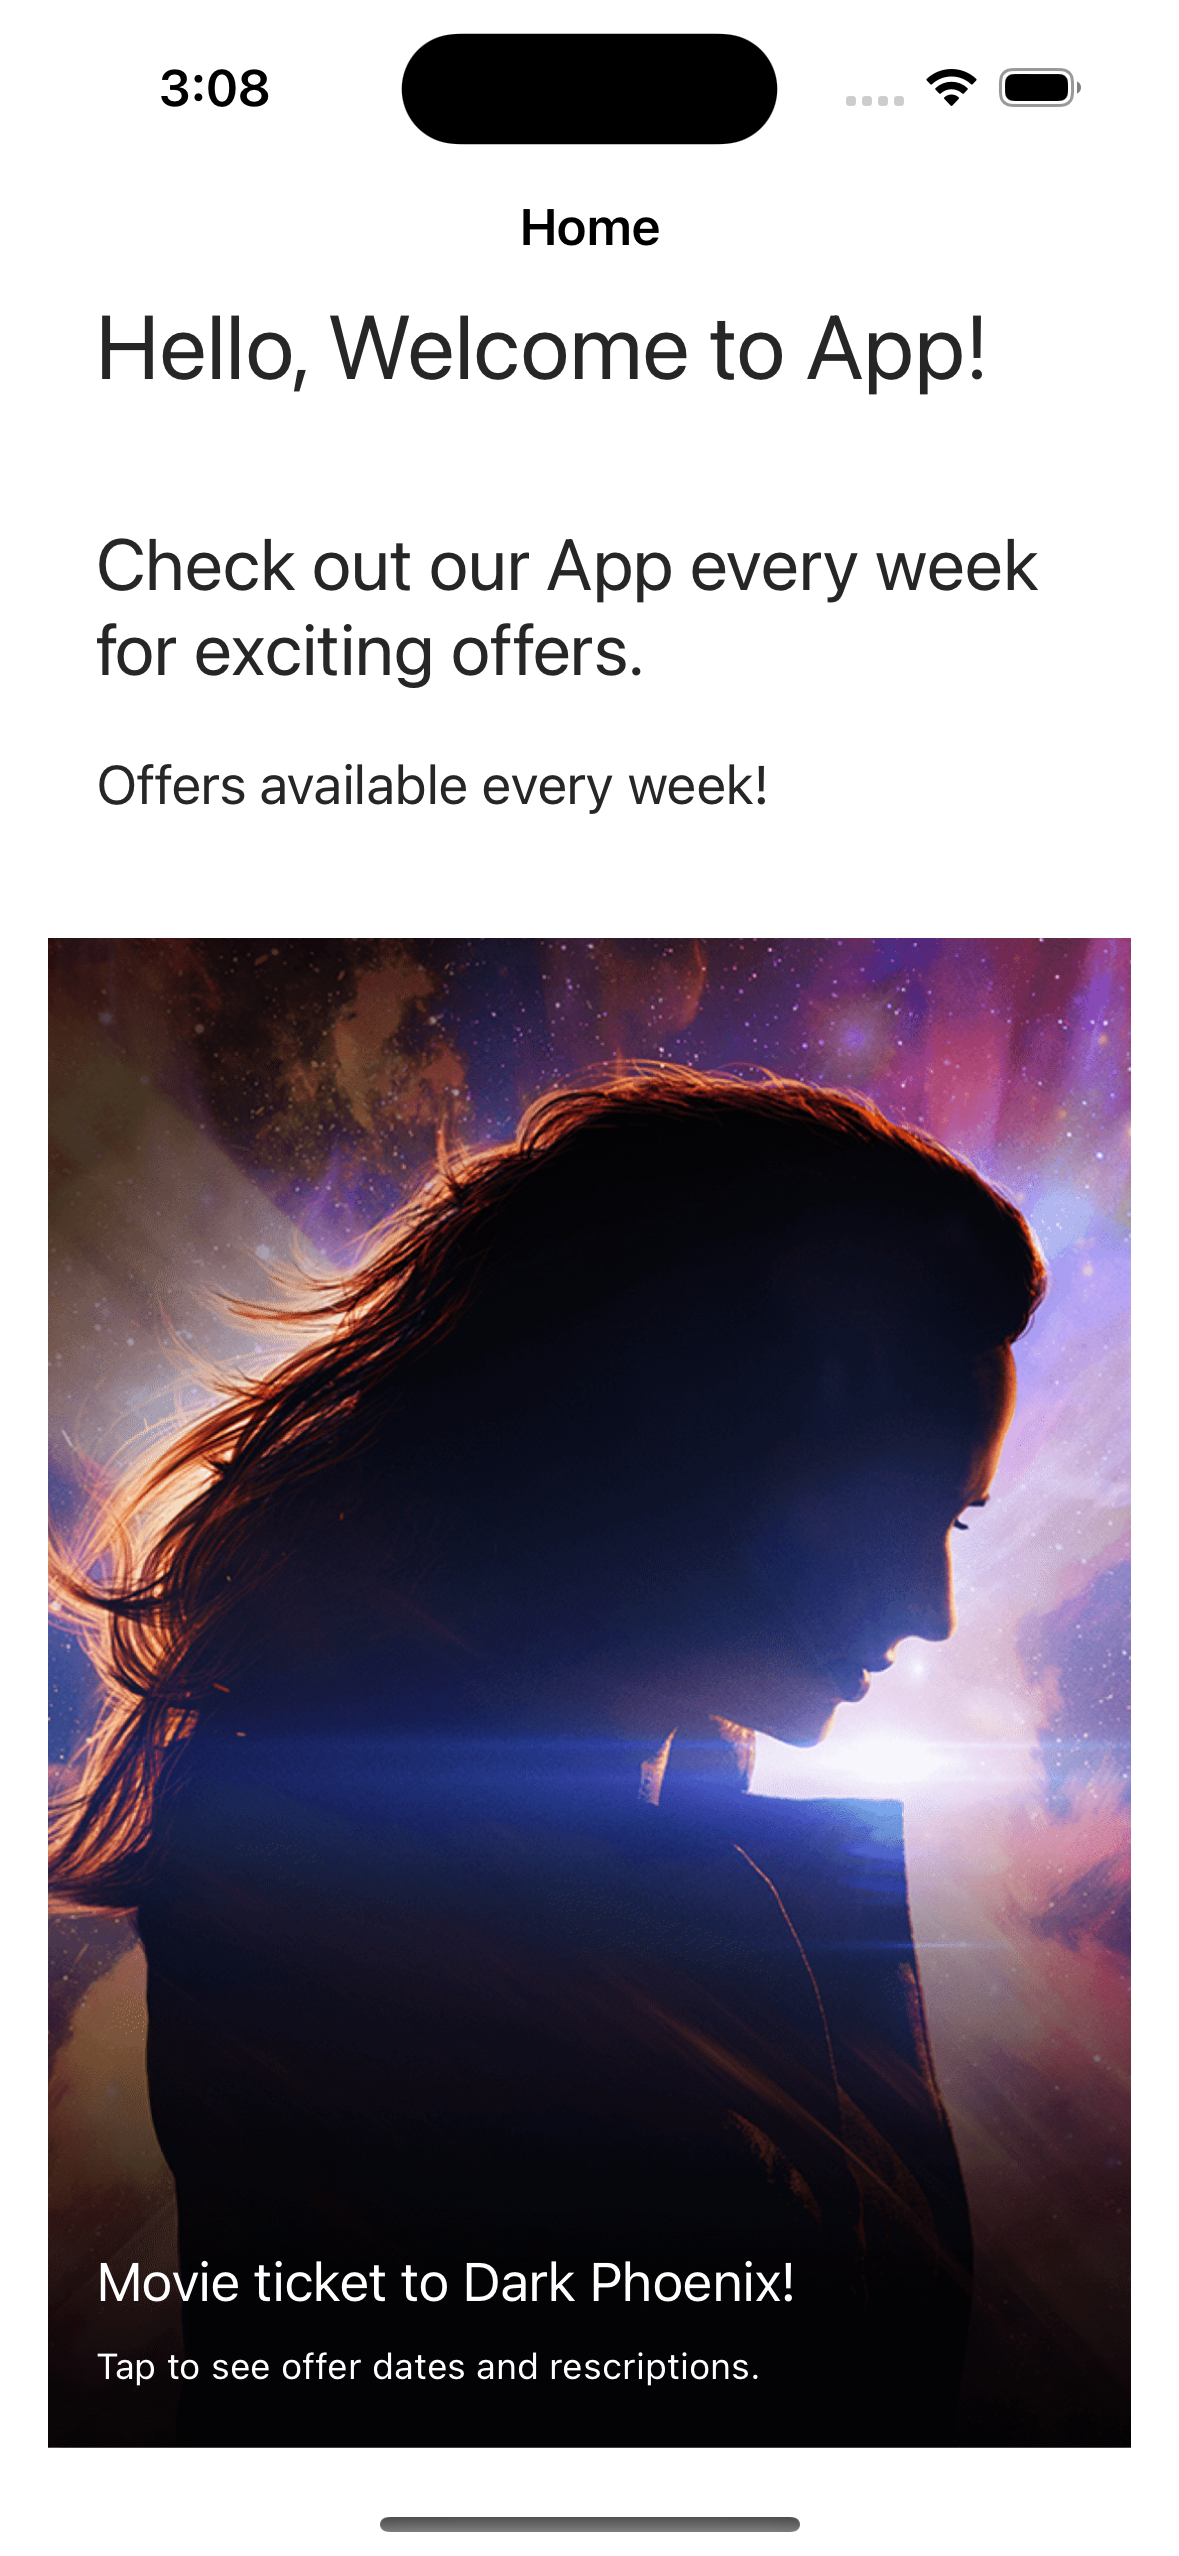 3:08
Home
Hello, Welcome to App!
Check out our App every week
for exciting offers.
Offers available every week!
Movie ticket to Dark Phoenix!
Tap to see offer dates and rescriptions.